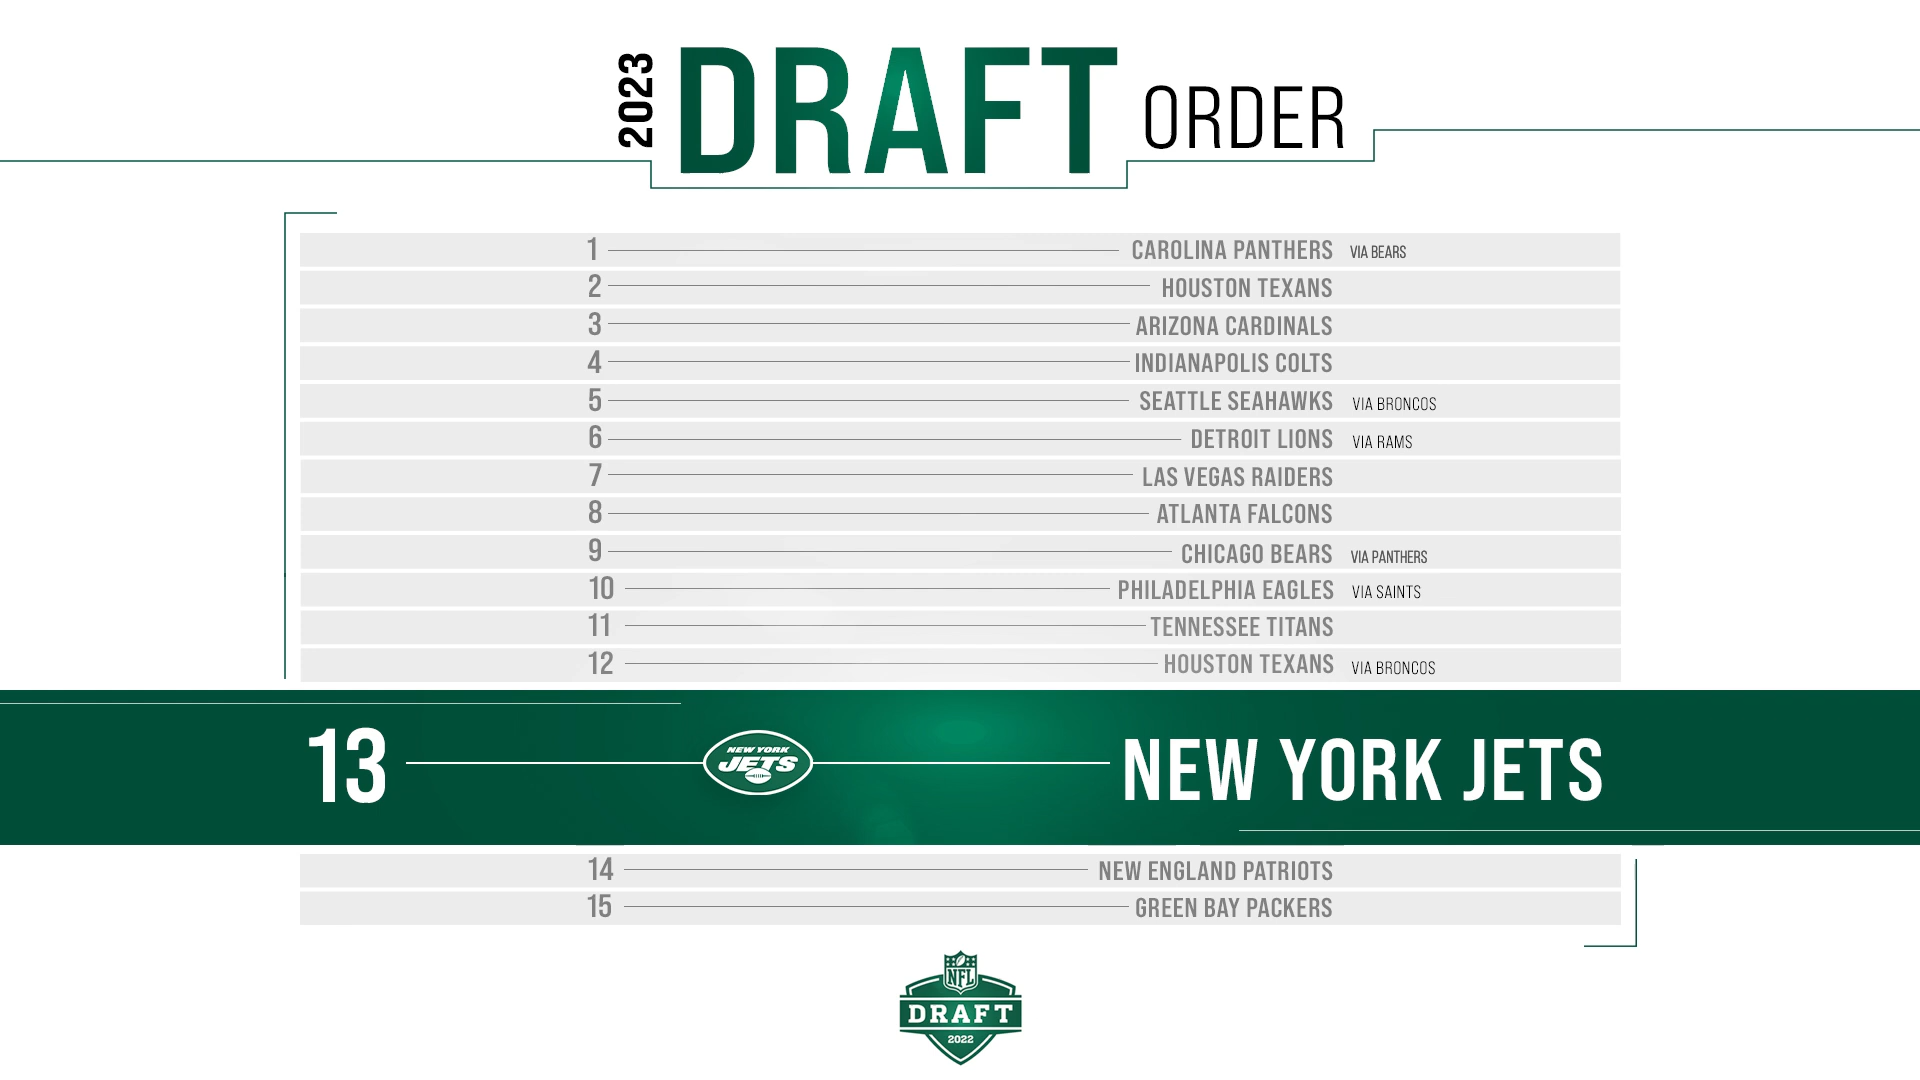 2023 DRAFT ORDER
1 CAROLINA PANTHERS VIA BEARS
2 HOUSTON TEXANS
3 ARIZONA CARDINALS
4 INDIANAPOLIS COLTS
5 SEATTLE SEAHAWKS VIA BRONCOS
6 DETROIT LIONS VIA RAMS
7 LAS VEGAS RAIDERS
8 ATLANTA FALCONS
9 CHICAGO BEARS VIA PANTHERS
10 PHILADELPHIA EAGLES VIA SAINTS
11 TENNESSEE TITANS
12 HOUSTON TEXANS VIA BRONCOS
13 NEW YORK JETS NEW YORK JETS
14 NEW ENGLAND PATRIOTS
15 GREEN BAY PACKERS
NFL
DRAFT
2022